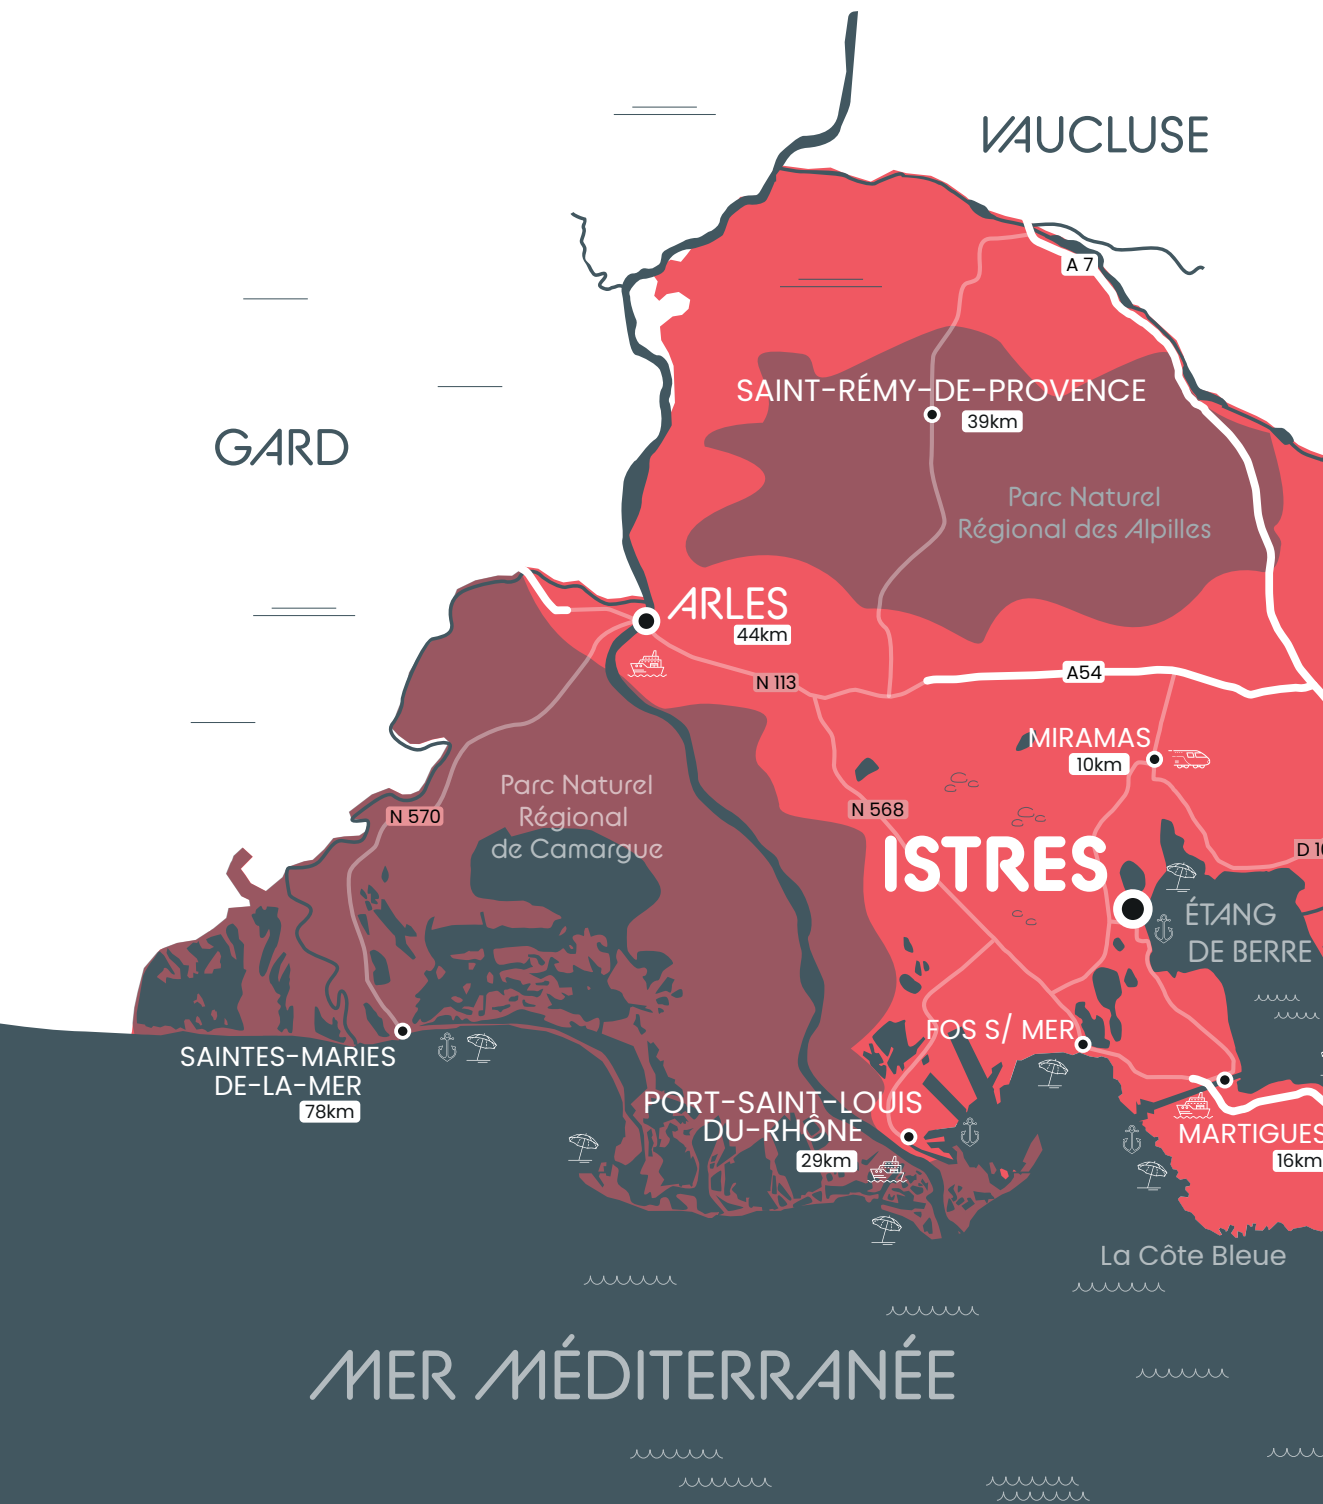 VAUCLUSE
A 7
SAINT-RÉMY-DE-PROVENCE
39km
GARD
Parc Naturel
Régional des Alpilles
ARLES
44km
N 113
A54
MIRAMAS
10km
Parc Naturel
Régional
de Camargue
N 570
N 568
ISTRES
D 10
ÉTANG
DE BERRE
FOS S/ MER
SAINTES-MARIES
DE-LA-MER
78km
PORT-SAINT-LOUIS
DU-RHÔNE
29km
MARTIGUES
16km
La Côte Bleue
MER MÉDITERRANÉE